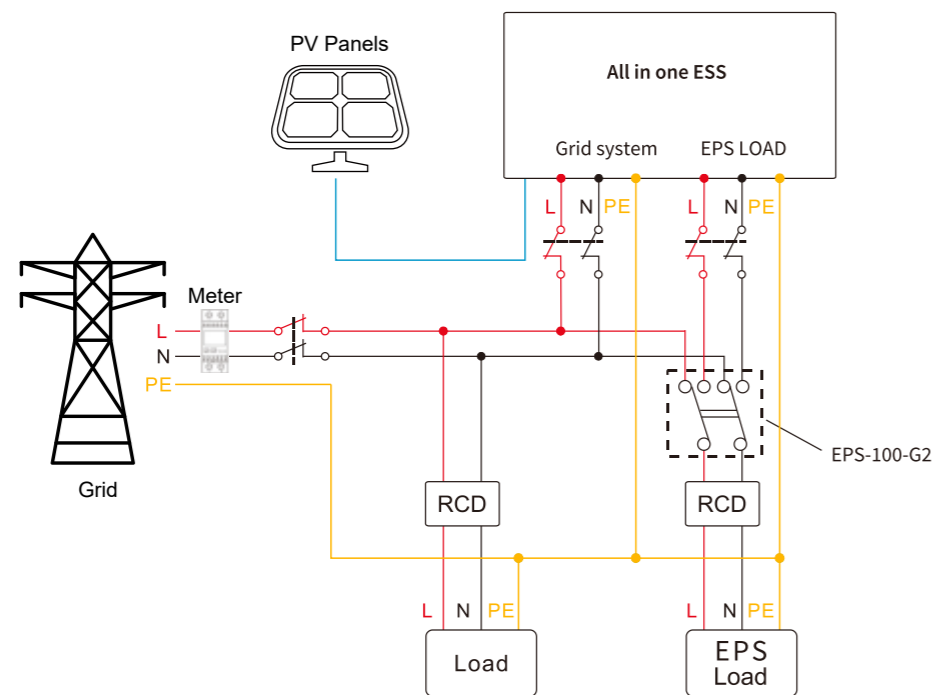 PV Panels
All in one ESS
Grid system EPS LOAD
L N PE L N PE
Meter
L
N
PE
EPS-100-G2
Grid
RCD RCD
L N PE L N PE
Load
EPS
Load